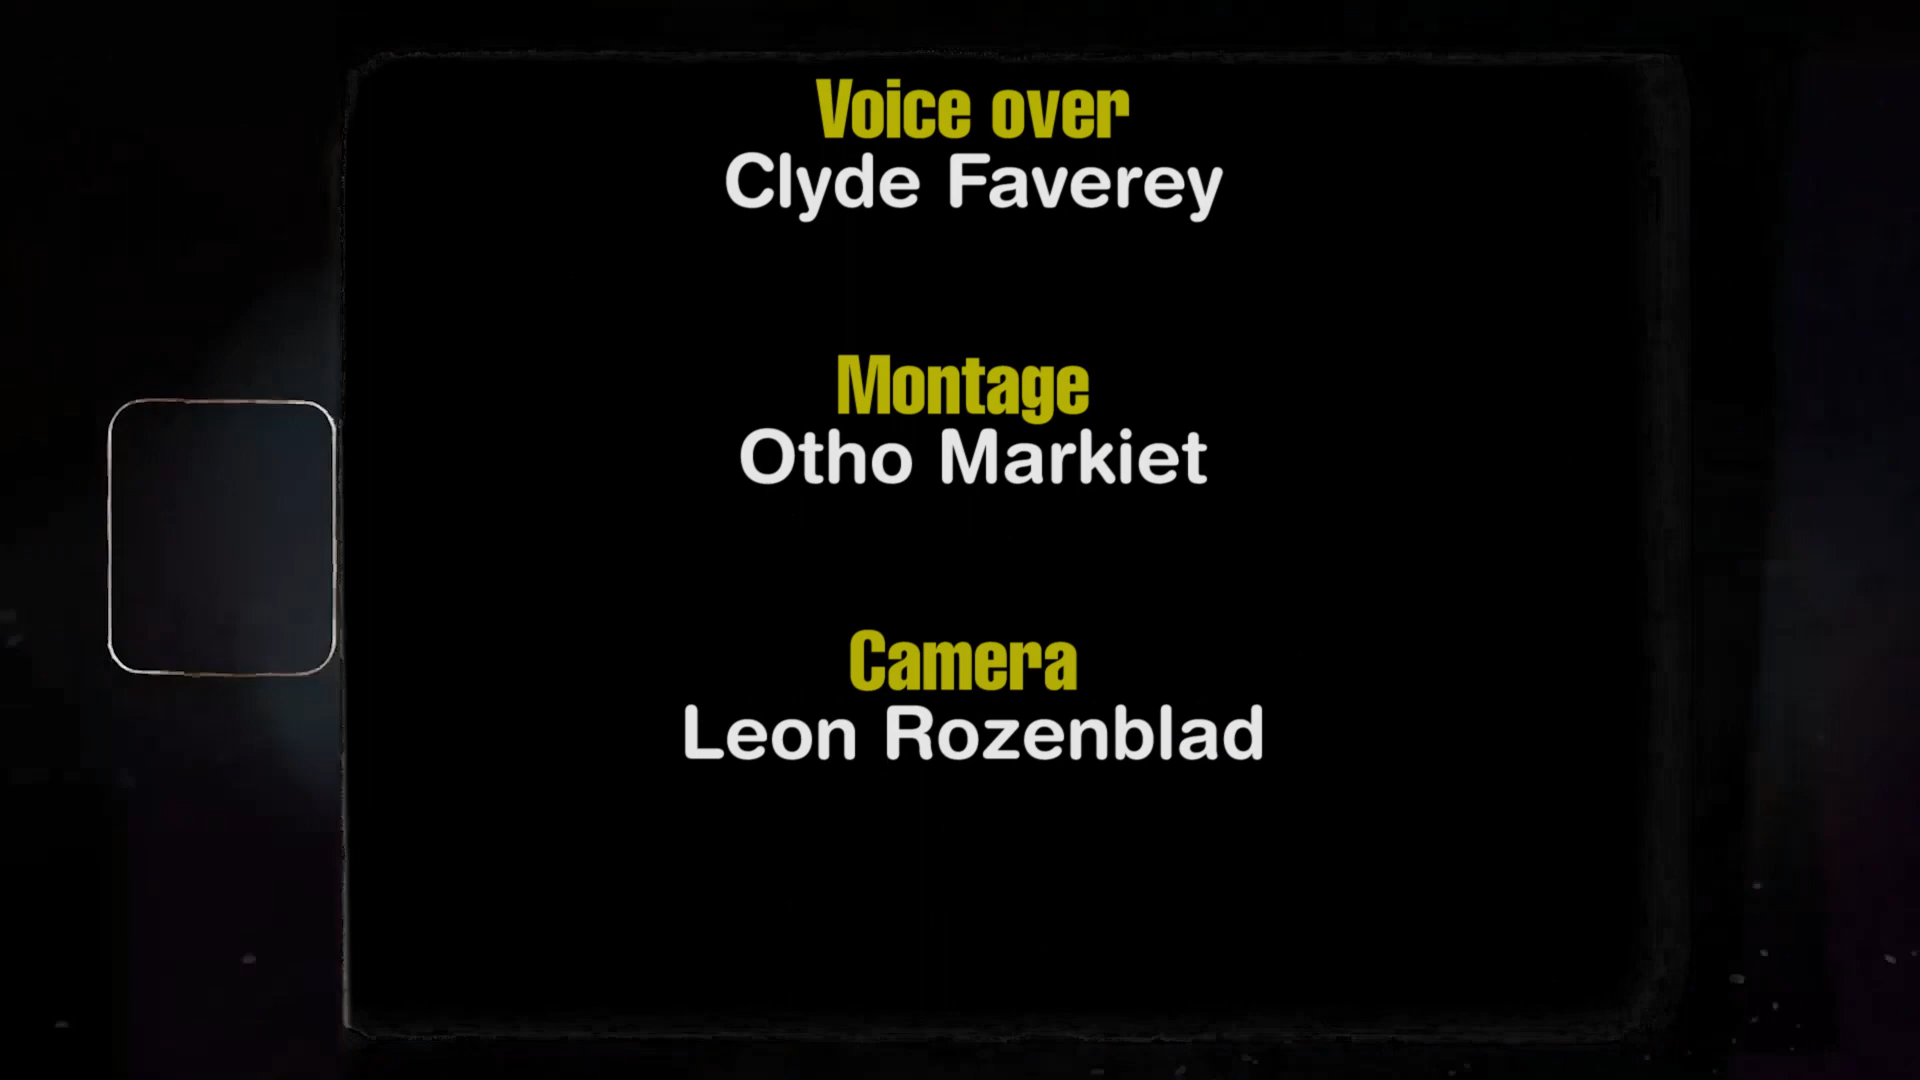 Voice over
Clyde Faverey
Montage
Otho Markiet
Camera
Leon Rozenblad